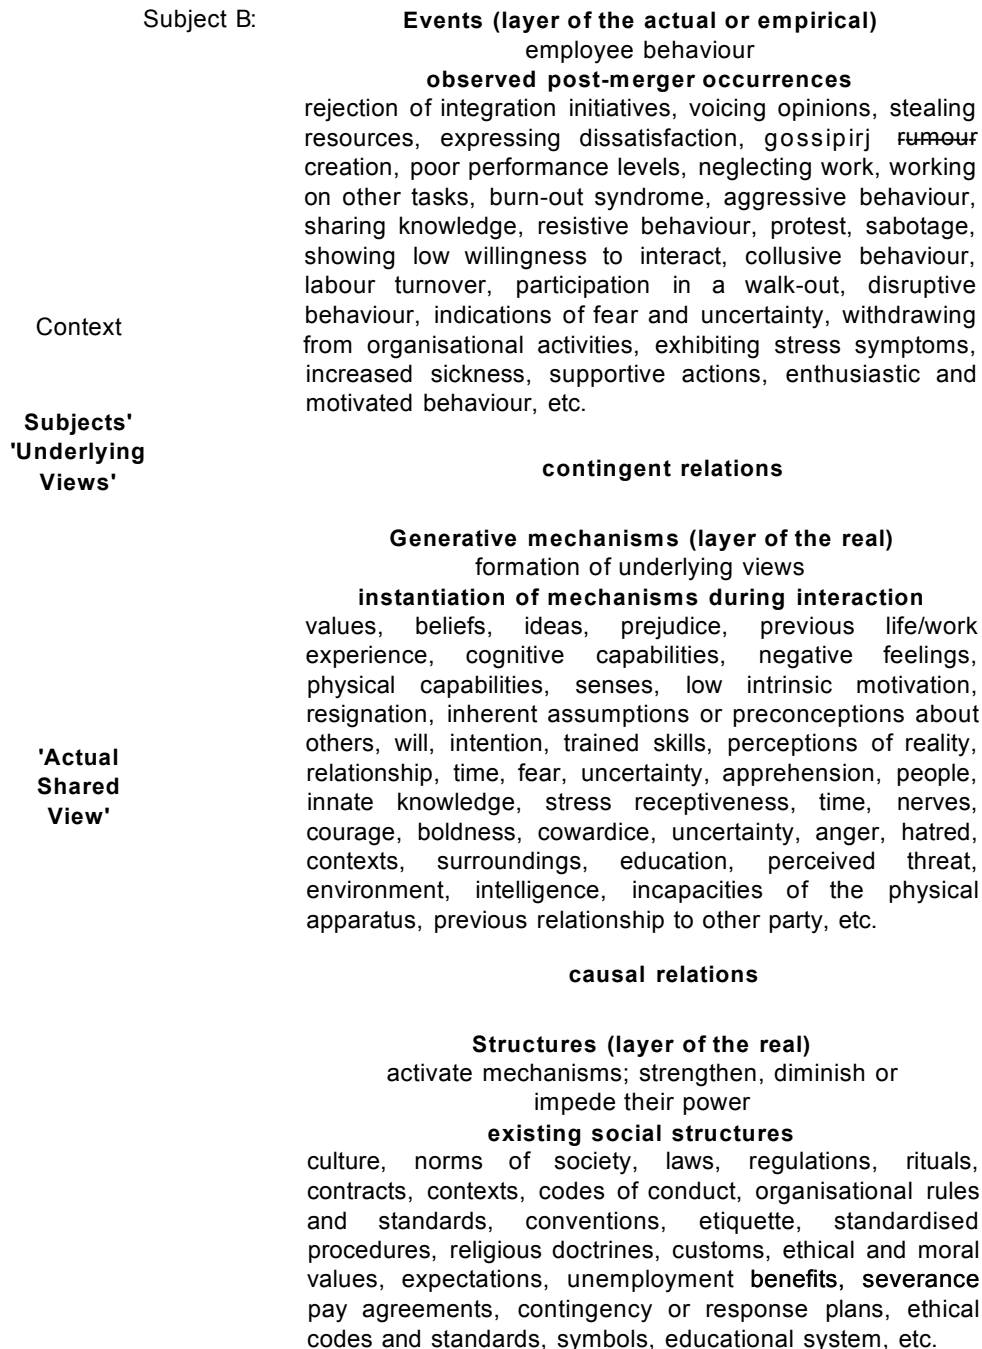 Subject B:
Events (layer of the actual or empirical)
employee behaviour
observed post-merger occurrences
rejection of integration initiatives, voicing opinions, stealing
resources, expressing dissatisfaction, gossipirj rumour
creation, poor performance levels, neglecting work, working
on other tasks, burn-out syndrome, aggressive behaviour,
sharing knowledge, resistive behaviour, protest, sabotage,
showing low willingness to interact, collusive behaviour,
labour turnover, participation in a walk-out, disruptive
behaviour, indications of fear and uncertainty, withdrawing
from organisational activities, exhibiting stress symptoms,
increased sickness, supportive actions, enthusiastic and
motivated behaviour, etc.
Context
Subjects'
'Underlying
Views'
contingent relations
Generative mechanisms (layer of the real)
formation of underlying views
instantiation of mechanisms during interaction
values, beliefs, ideas, prejudice, previous life/work
experience, cognitive capabilities, negative feelings,
physical capabilities, senses, low intrinsic motivation,
resignation, inherent assumptions or preconceptions about
others, will, intention, trained skills, perceptions of reality,
relationship, time, fear, uncertainty, apprehension, people,
innate knowledge, stress receptiveness, time, nerves,
courage, boldness, cowardice, uncertainty, anger, hatred,
contexts, surroundings, education, perceived threat,
environment, intelligence, incapacities of the physical
apparatus, previous relationship to other party, etc.
'Actual
Shared
View'
causal relations
Structures (layer of the real)
activate mechanisms; strengthen, diminish or
impede their power
existing social structures
culture, norms of society, laws, regulations, rituals,
contracts, contexts, codes of conduct, organisational rules
and standards, conventions, etiquette, standardised
procedures, religious doctrines, customs, ethical and moral
values, expectations, unemployment benefits, severance
pay agreements, contingency or response plans, ethical
codes and standards, symbols, educational system, etc.